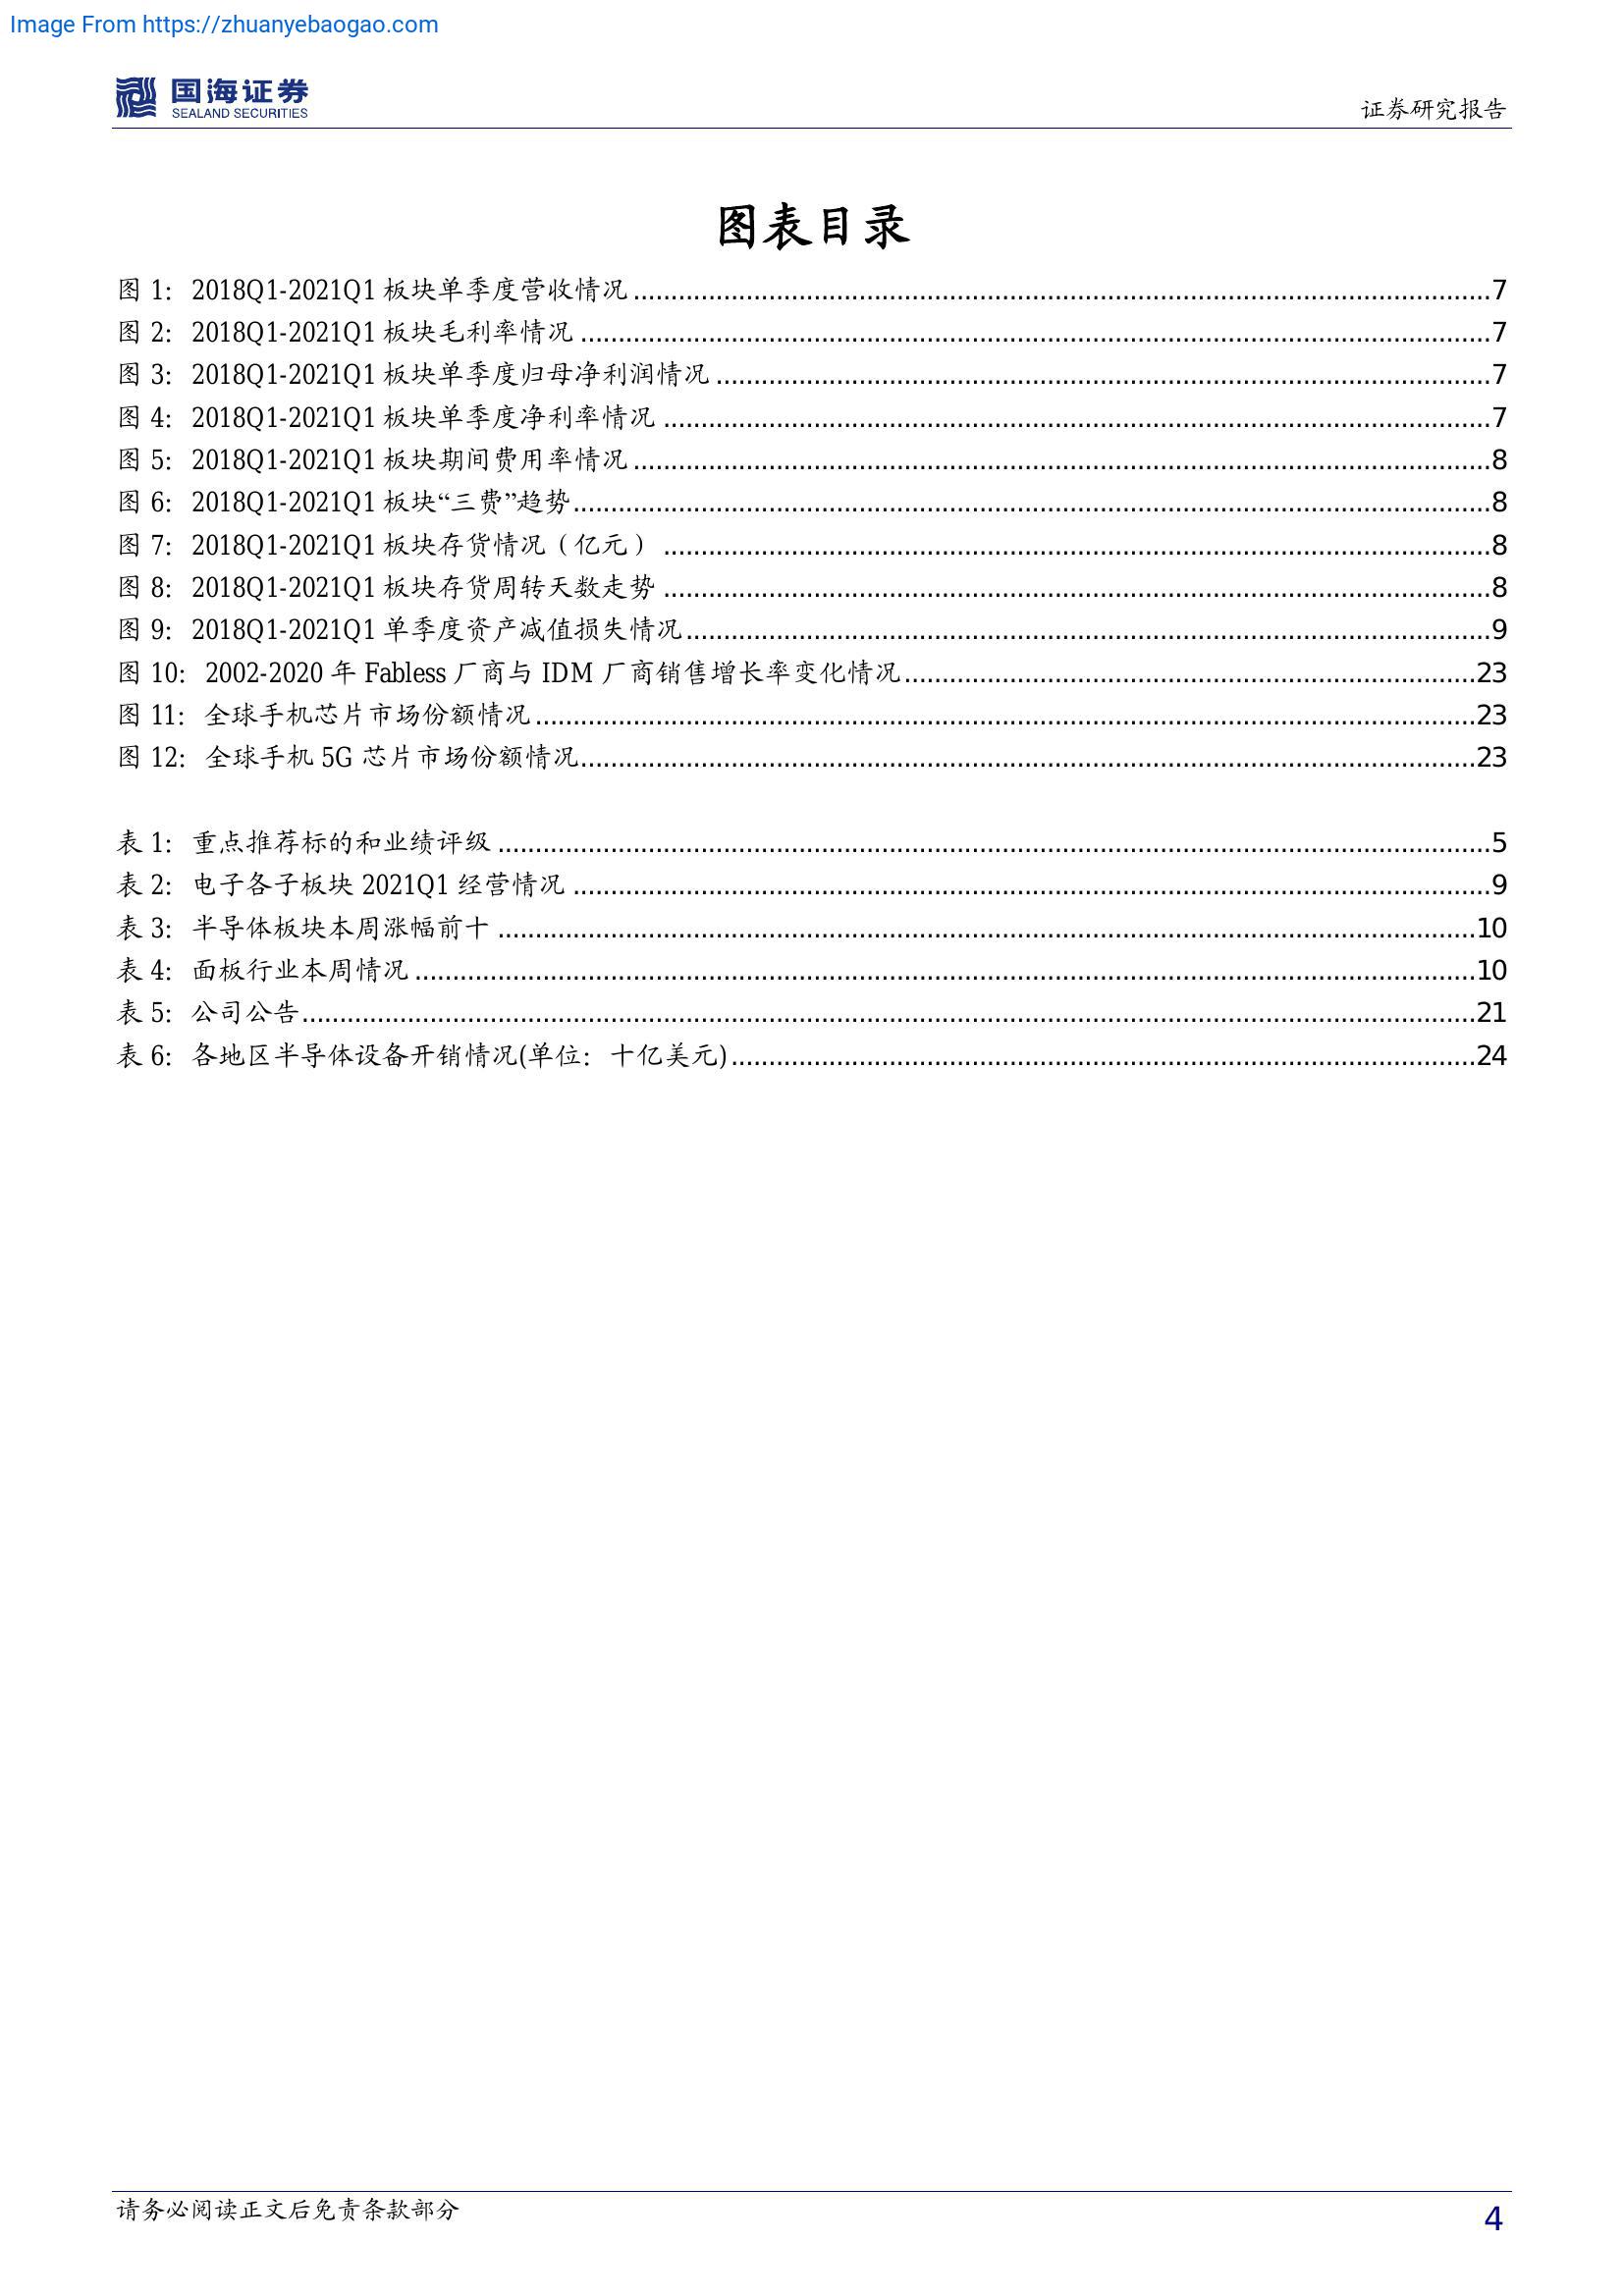 Image From https://zhuanyebaogao.com
国海证券
SEALAND SECURITIES
证券研究报告
图表目录
图 1: 2018Q1-2021Q1 板块单季度营收情况 7
图 2: 2018Q1-2021Q1 板块毛利率情况 7
图 3: 2018Q1-2021Q1 板块单季度归母净利润情况 7
图 4: 2018Q1-2021Q1 板块单季度净利率情况 7
图 5: 2018Q1-2021Q1 板块期间费用率情况 8
图 6: 2018Q1-2021Q1 板块“三费”趋势 8
图 7: 2018Q1-2021Q1 板块存货情况（亿元） 8
图 8: 2018Q1-2021Q1 板块存货周转天数走势 8
图 9: 2018Q1-2021Q1 单季度资产减值损失情况 9
图 10: 2002-2020 年 Fabless 厂商与 IDM 厂商销售增长率变化情况 23
图 11: 全球手机芯片市场份额情况 23
图 12: 全球手机 5G 芯片市场份额情况 23
表 1: 重点推荐标的和业绩评级 5
表 2: 电子各子板块 2021Q1 经营情况 9
表 3: 半导体板块本周涨幅前十 10
表 4: 面板行业本周情况 10
表 5: 公司公告 21
表 6: 各地区半导体设备开销情况(单位: 十亿美元) 24
请务必阅读正文后免责条款部分
4